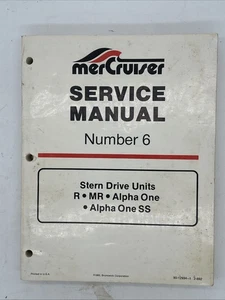 merCruiser
SERVICE
MANUAL
Number 6
Stern Drive Units
R • MR • Alpha One
• Alpha One SS